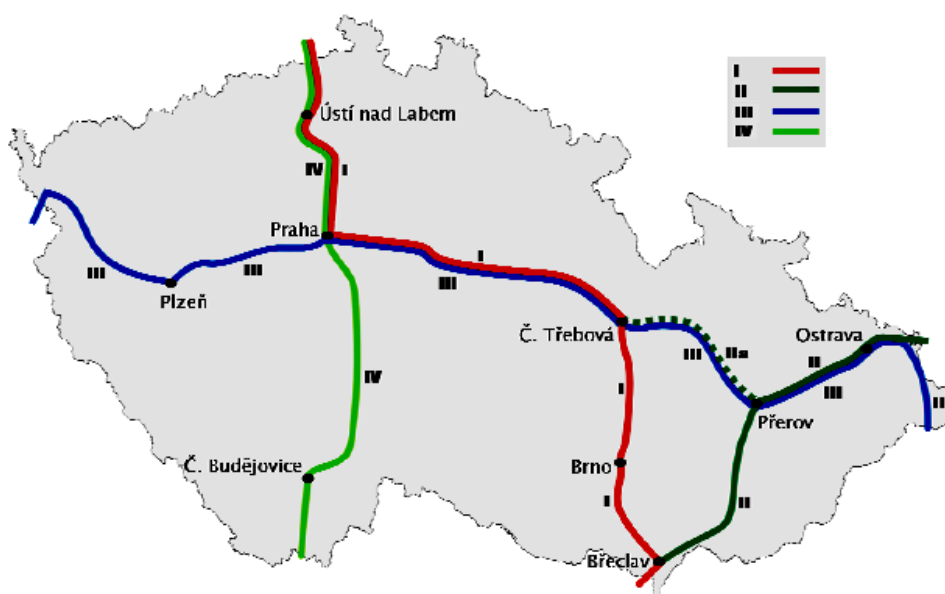 I
II
III
IV
Ústí nad Labem
IV
I
Praha
III
III
Plzeň
I
III
Č. Třebová
III
IIa
Ostrava
II
III
II
Přerov
IV
I
Č. Budějovice
Brno
I
II
Břeclav